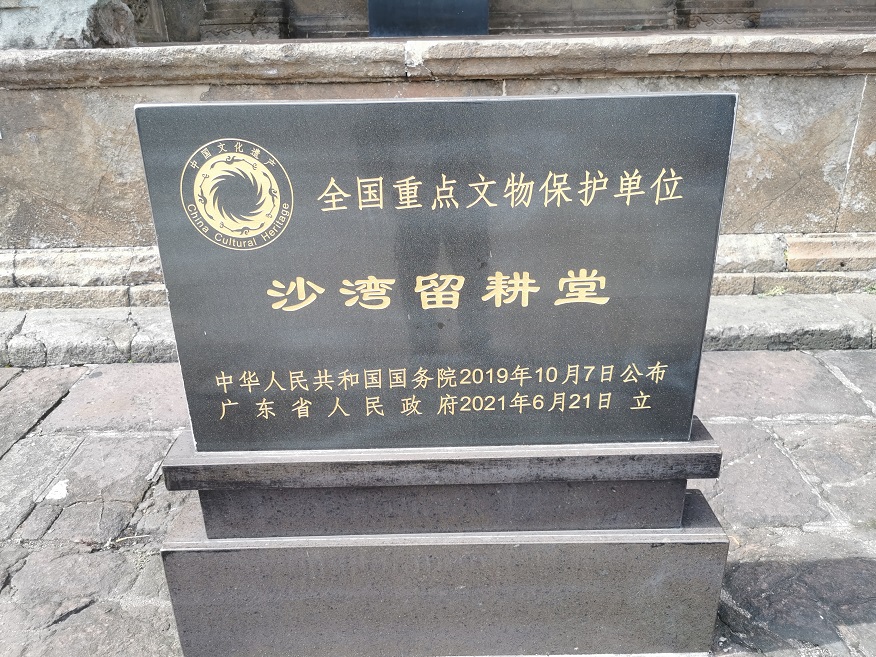 中国文化遗产
China Cultural Heritage
全国重点文物保护单位
沙湾留耕堂
中华人民共和国国务院2019年10月7日公布
广东省人民政府2021年6月21日 立